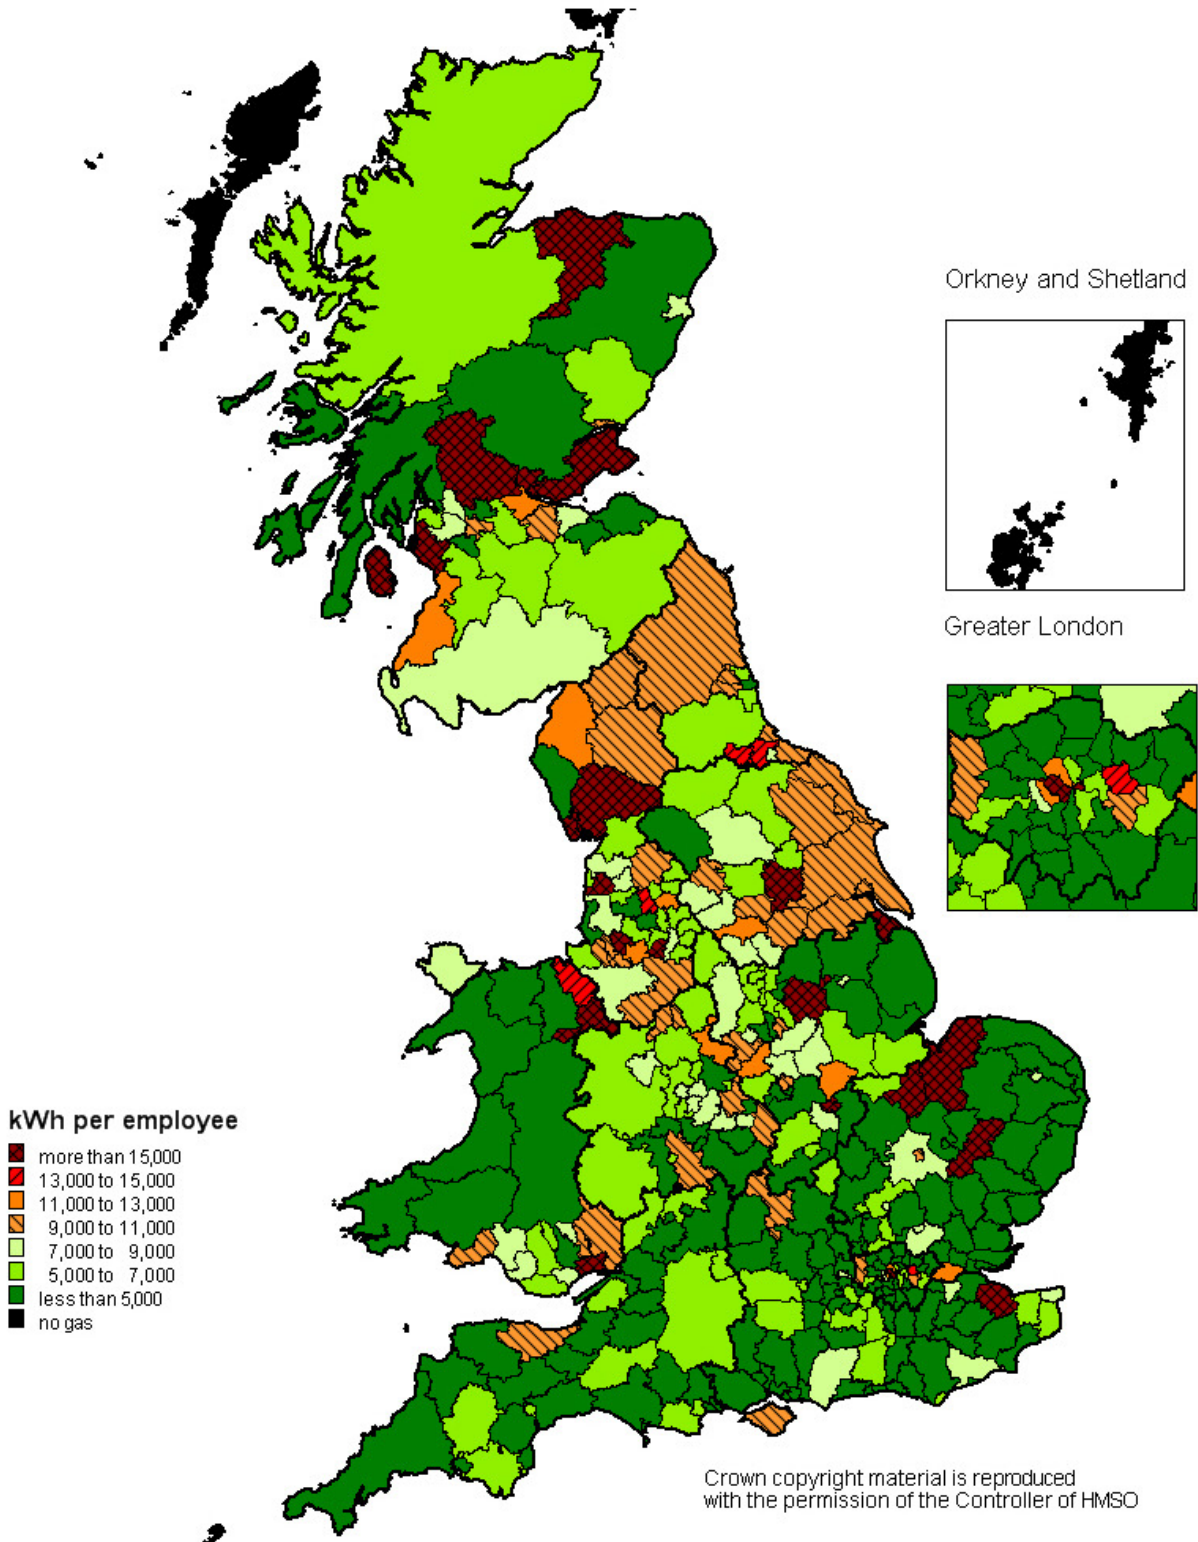 Orkney and Shetland
Greater London
kWh per employee
more than 15,000
13,000 to 15,000
11,000 to 13,000
9,000 to 11,000
7,000 to 9,000
5,000 to 7,000
less than 5,000
no gas
Crown copyright material is reproduced
with the permission of the Controller of HMSO